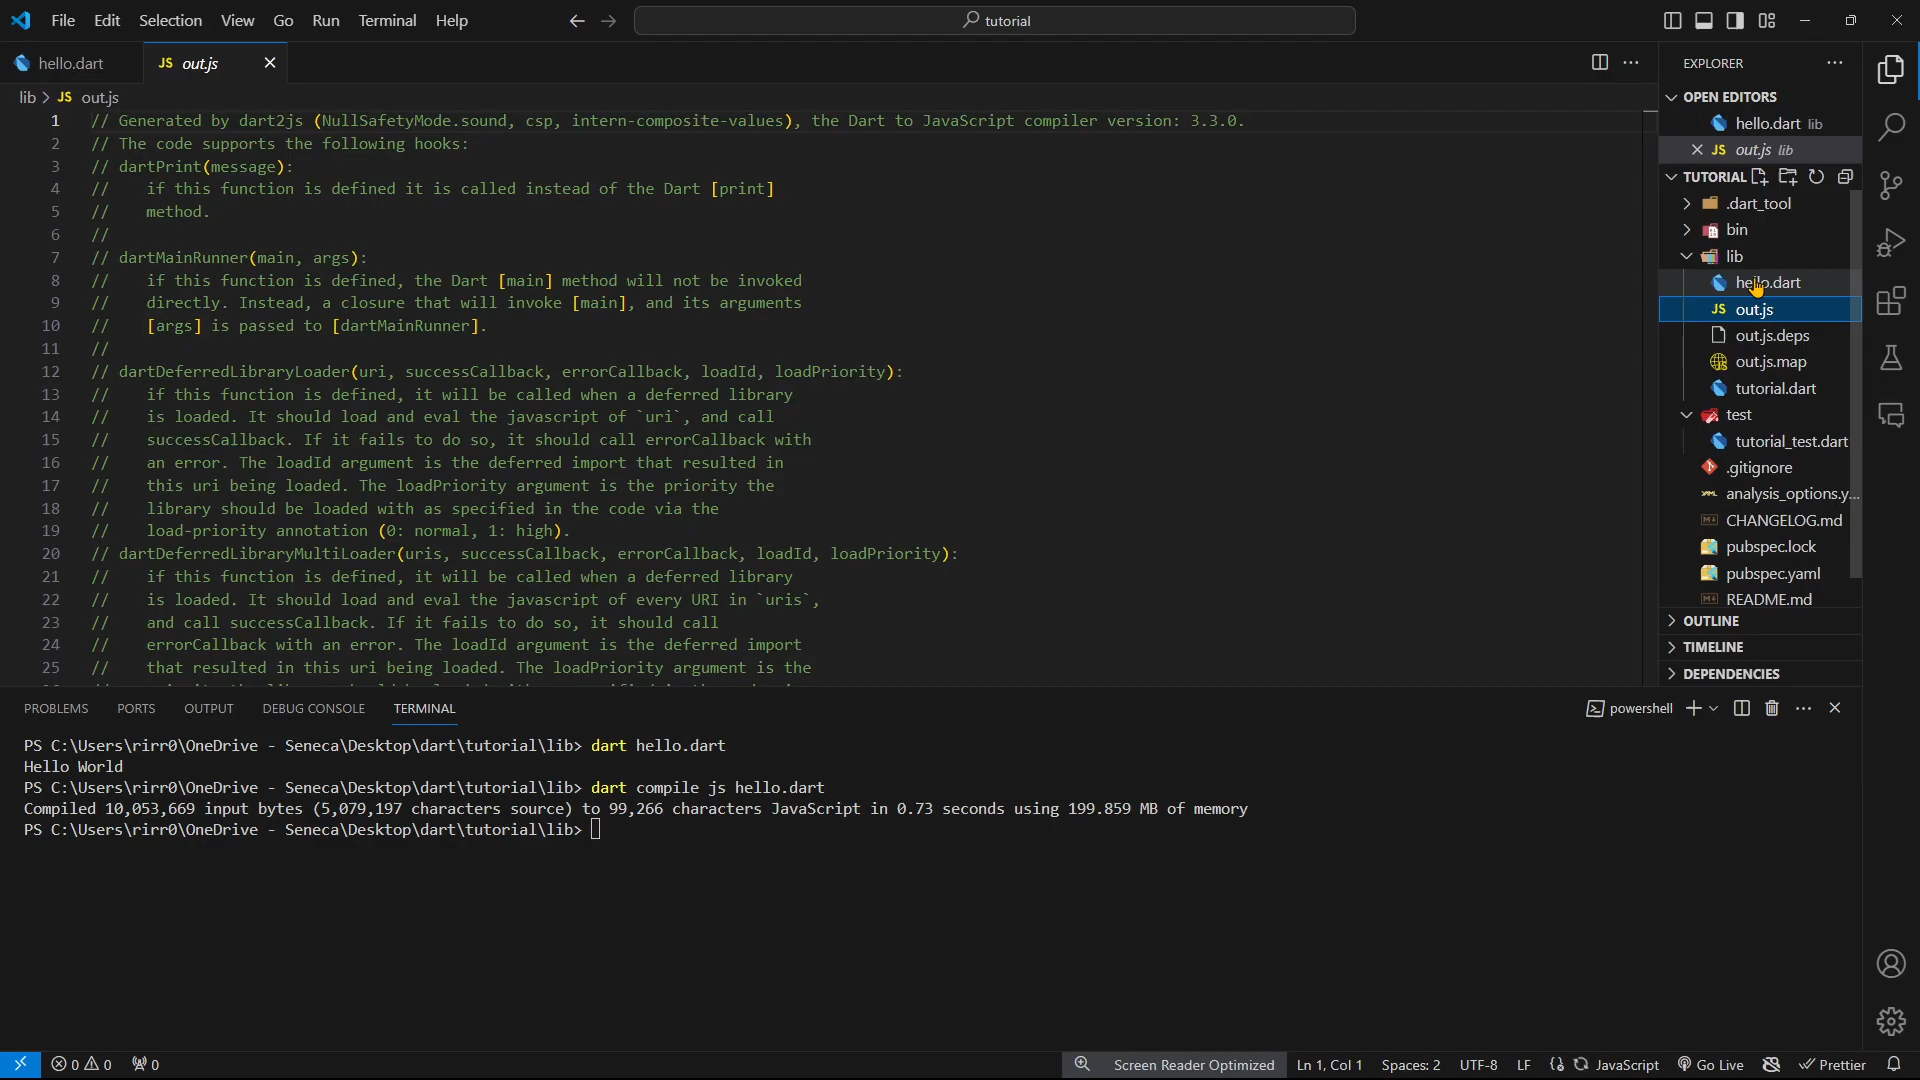 File Edit Selection View Go Run Terminal Help
tutorial
hello.dart
JS out.js
lib > JS out.js
1 // Generated by dart2js (NullSafetyMode.sound, csp, intern-composite-values), the Dart to JavaScript compiler version: 3.3.0.
2 // The code supports the following hooks:
3 // dartPrint(message):
4 //    if this function is defined it is called instead of the Dart [print]
5 //    method.
6 //
7 // dartMainRunner(main, args):
8 //    if this function is defined, the Dart [main] method will not be invoked
9 //    directly. Instead, a closure that will invoke [main], and its arguments
10 //    [args] is passed to [dartMainRunner].
11 //
12 // dartDeferredLibraryLoader(uri, successCallback, errorCallback, loadId, loadPriority):
13 //    if this function is defined, it will be called when a deferred library
14 //    is loaded. It should load and eval the javascript of `uri`, and call
15 //    successCallback. If it fails to do so, it should call errorCallback with
16 //    an error. The loadId argument is the deferred import that resulted in
17 //    this uri being loaded. The loadPriority argument is the priority the
18 //    library should be loaded with as specified in the code via the
19 //    load-priority annotation (0: normal, 1: high).
20 // dartDeferredLibraryMultiLoader(uris, successCallback, errorCallback, loadId, loadPriority):
21 //    if this function is defined, it will be called when a deferred library
22 //    is loaded. It should load and eval the javascript of every URI in `uris`,
23 //    and call successCallback. If it fails to do so, it should call
24 //    errorCallback with an error. The loadId argument is the deferred import
25 //    that resulted in this uri being loaded. The loadPriority argument is the
EXPLORER
OPEN EDITORS
hello.dart lib
JS out.js lib
TUTORIAL
.dart_tool
bin
lib
hello.dart
JS out.js
out.js.deps
out.js.map
tutorial.dart
test
tutorial_test.dart
.gitignore
analysis_options.y...
CHANGELOG.md
pubspec.lock
pubspec.yaml
README.md
OUTLINE
TIMELINE
DEPENDENCIES
PROBLEMS PORTS OUTPUT DEBUG CONSOLE TERMINAL
powershell
PS C:\Users\rirr0\OneDrive - Seneca\Desktop\dart\tutorial\lib> dart hello.dart
Hello World
PS C:\Users\rirr0\OneDrive - Seneca\Desktop\dart\tutorial\lib> dart compile js hello.dart
Compiled 10,053,669 input bytes (5,079,197 characters source) to 99,266 characters JavaScript in 0.73 seconds using 199.859 MB of memory
PS C:\Users\rirr0\OneDrive - Seneca\Desktop\dart\tutorial\lib>
0 0 0
Screen Reader Optimized Ln 1, Col 1 Spaces: 2 UTF-8 LF {} JavaScript Go Live Prettier